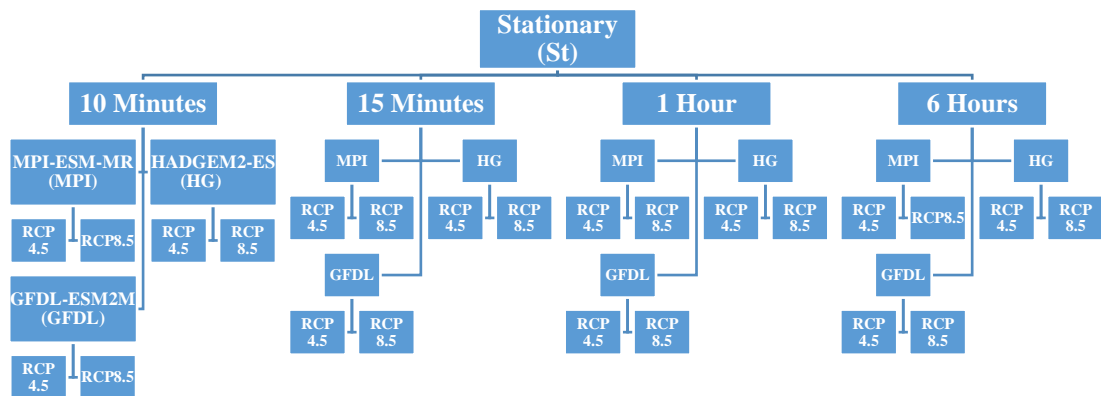 Stationary
(St)
10 Minutes
15 Minutes
1 Hour
6 Hours
MPI-ESM-MR
(MPI)
HADGEM2-ES
(HG)
RCP
4.5
RCP8.5
RCP
4.5
RCP
8.5
GFDL-ESM2M
(GFDL)
RCP
4.5
RCP8.5
MPI
HG
RCP
4.5
RCP
8.5
RCP
4.5
RCP
8.5
GFDL
RCP
4.5
RCP
8.5
MPI
HG
RCP
4.5
RCP
8.5
RCP
4.5
RCP
8.5
GFDL
RCP
4.5
RCP
8.5
MPI
HG
RCP
4.5
RCP8.5
RCP
4.5
RCP
8.5
GFDL
RCP
4.5
RCP
8.5